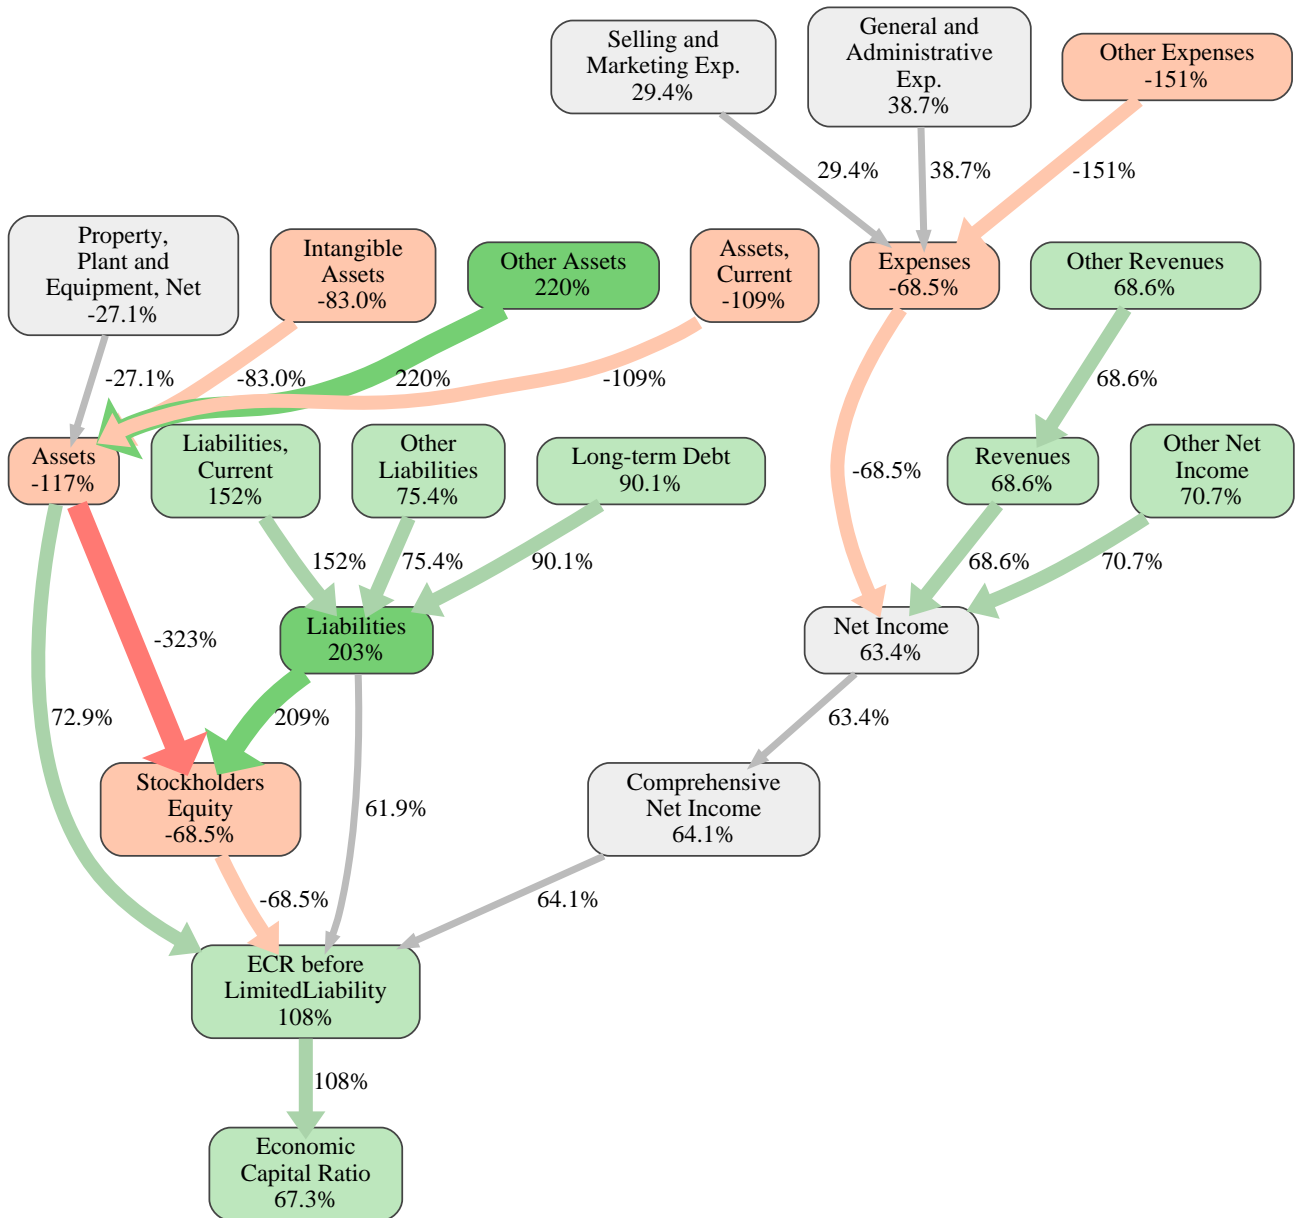 Selling and
Marketing Exp.
29.4%
General and
Administrative
Exp.
38.7%
Other Expenses
-151%
29.4%
38.7%
-151%
Property,
Plant and
Equipment, Net
-27.1%
Intangible
Assets
-83.0%
Other Assets
220%
Assets,
Current
-109%
Expenses
-68.5%
Other Revenues
68.6%
-27.1%
-83.0%
220%
-109%
68.6%
Assets
-117%
Liabilities,
Current
152%
Other
Liabilities
75.4%
Long-term Debt
90.1%
-68.5%
Revenues
68.6%
Other Net
Income
70.7%
152%
75.4%
90.1%
68.6%
70.7%
-323%
Liabilities
203%
Net Income
63.4%
72.9%
209%
63.4%
Stockholders
Equity
-68.5%
61.9%
Comprehensive
Net Income
64.1%
-68.5%
64.1%
ECR before
LimitedLiability
108%
108%
Economic
Capital Ratio
67.3%